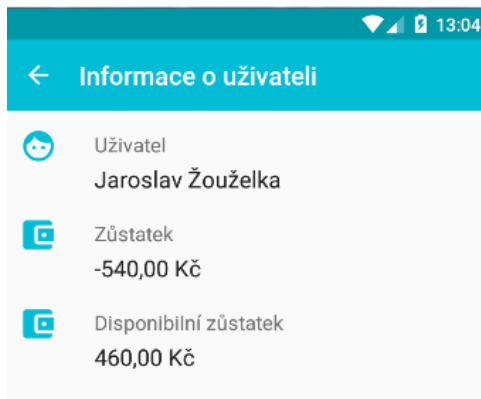 13:04
Informace o uživateli
Uživatel
Jaroslav Žouželka
Zůstatek
-540,00 Kč
Disponibilní zůstatek
460,00 Kč